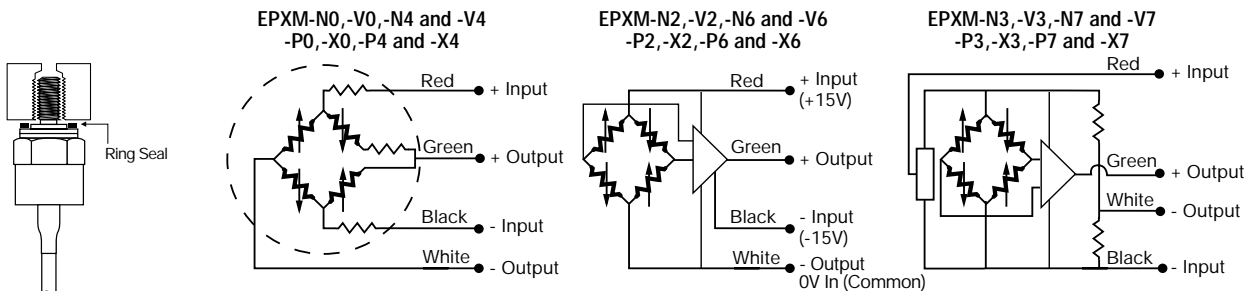 EPXM-N0,-V0,-N4 and -V4
-P0,-X0,-P4 and -X4
Red
+ Input
Green
+ Output
Black
- Input
White
- Output
Ring Seal
EPXM-N2,-V2,-N6 and -V6
-P2,-X2,-P6 and -X6
Red
+ Input
(+15V)
Green
+ Output
Black
- Input
(-15V)
White
- Output
0V In (Common)
EPXM-N3,-V3,-N7 and -V7
-P3,-X3,-P7 and -X7
Red
+ Input
Green
+ Output
White
- Output
Black
- Input